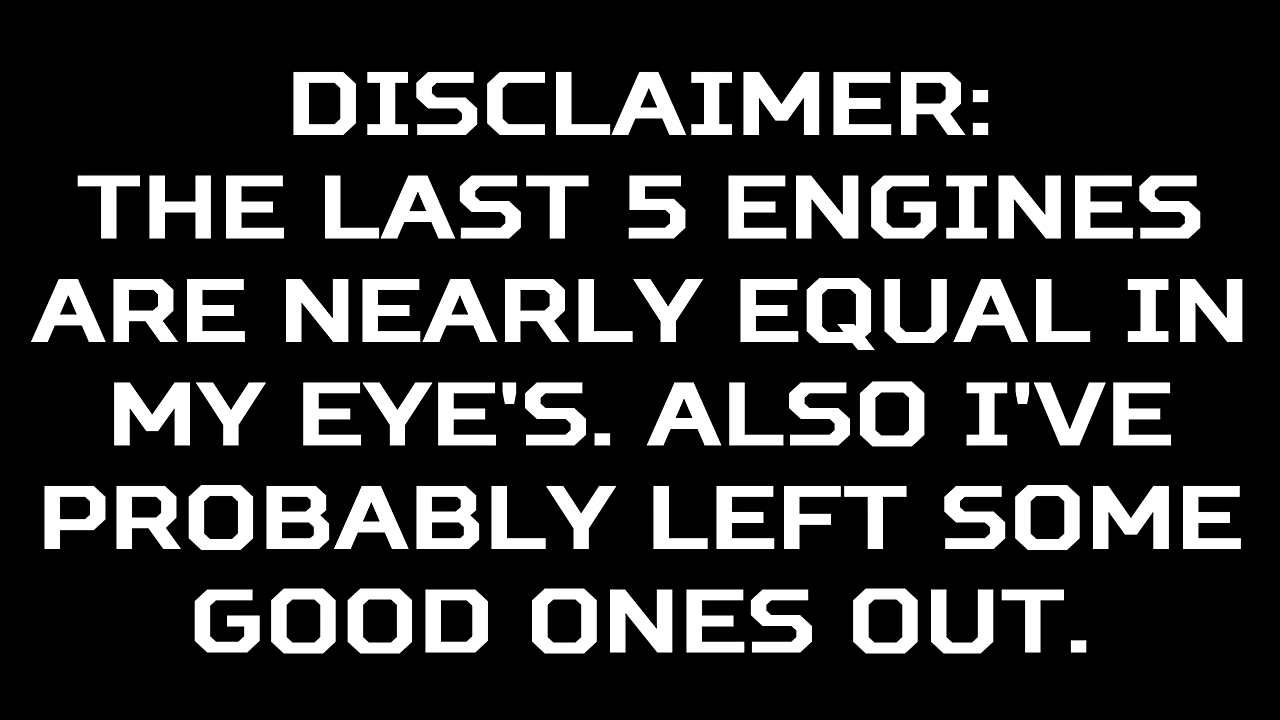 DISCLAIMER:
THE LAST 5 ENGINES
ARE NEARLY EQUAL IN
MY EYE'S. ALSO I'VE
PROBABLY LEFT SOME
GOOD ONES OUT.